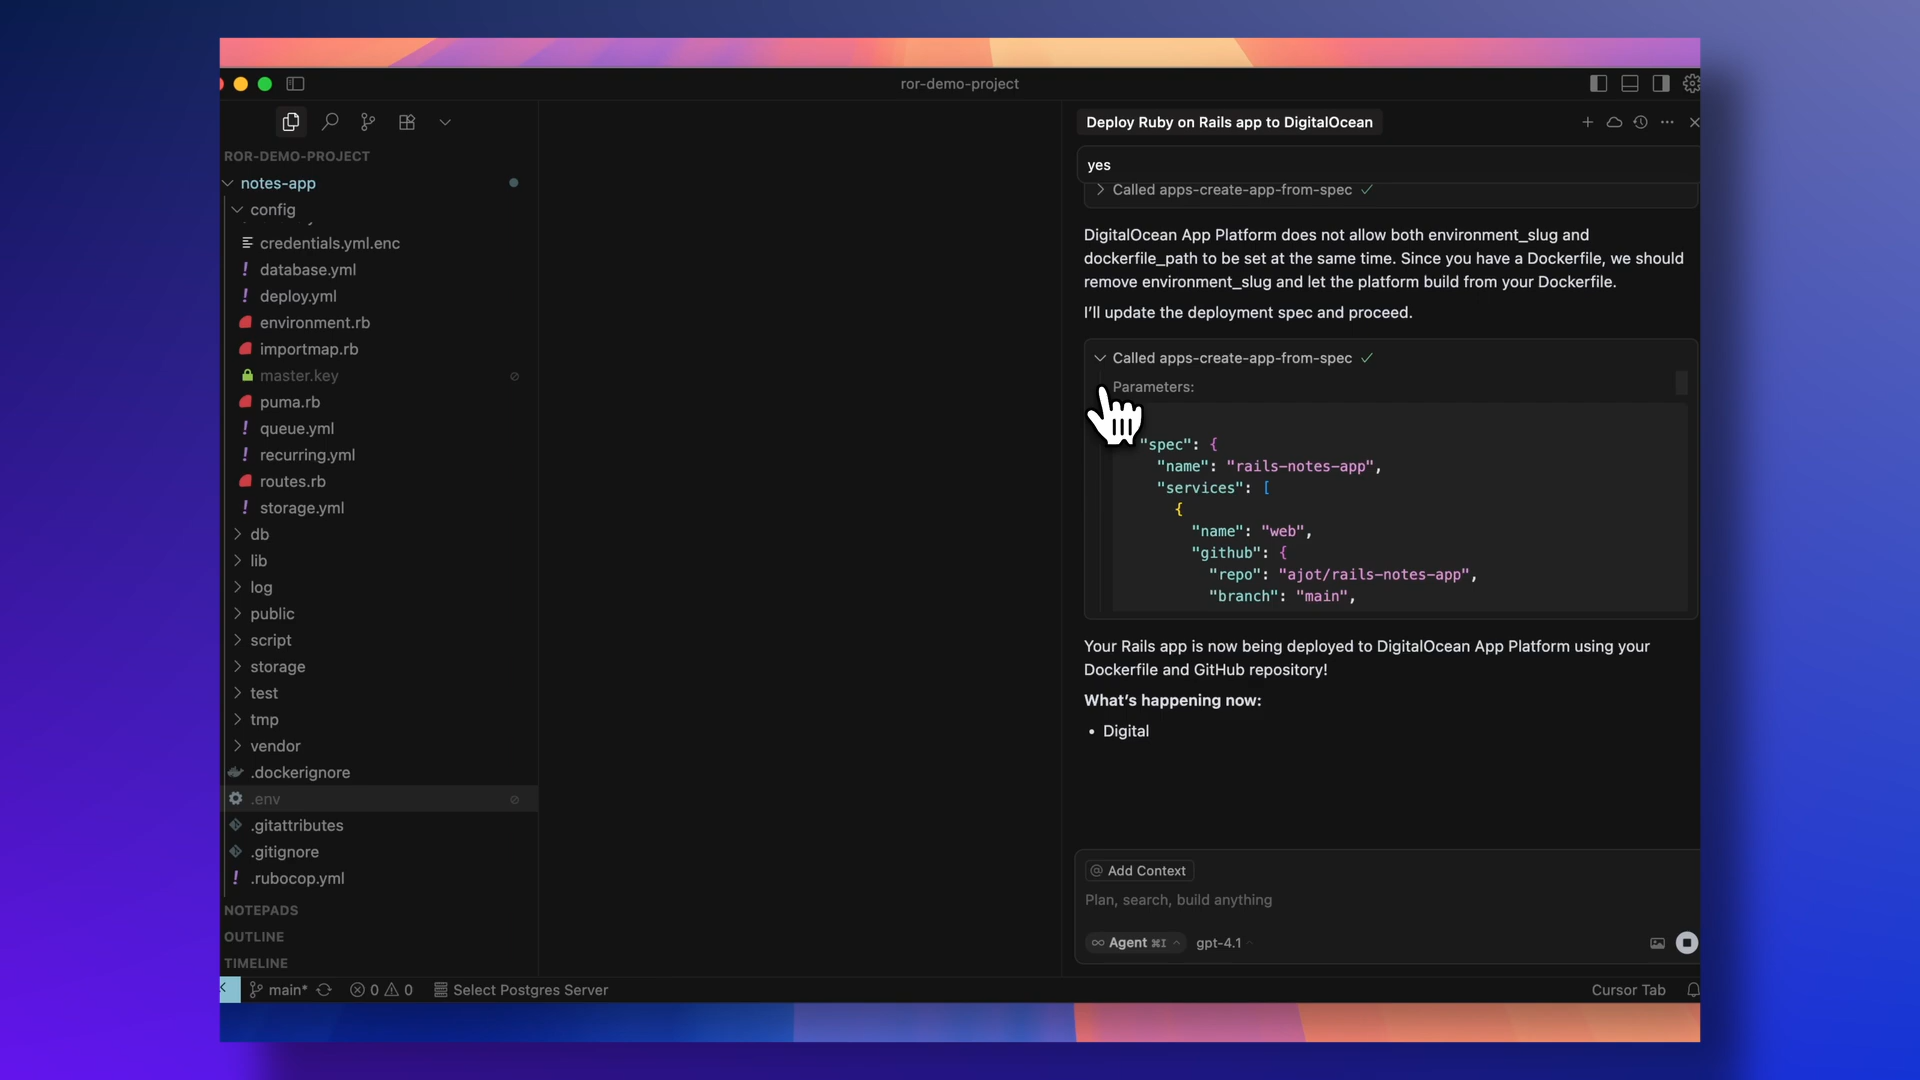 ror-demo-project
ROR-DEMO-PROJECT
notes-app
config
credentials.yml.enc
database.yml
deploy.yml
environment.rb
importmap.rb
master.key
puma.rb
queue.yml
recurring.yml
routes.rb
storage.yml
db
lib
log
public
script
storage
test
tmp
vendor
.dockerignore
.env
.gitattributes
.gitignore
.rubocop.yml
NOTEPADS
OUTLINE
TIMELINE
Deploy Ruby on Rails app to DigitalOcean
yes
Called apps-create-app-from-spec ✓
DigitalOcean App Platform does not allow both environment_slug and
dockerfile_path to be set at the same time. Since you have a Dockerfile, we should
remove environment_slug and let the platform build from your Dockerfile.
I'll update the deployment spec and proceed.
Called apps-create-app-from-spec ✓
Parameters:
"spec": {
"name": "rails-notes-app",
"services": [
{
"name": "web",
"github": {
"repo": "ajot/rails-notes-app",
"branch": "main",
Your Rails app is now being deployed to DigitalOcean App Platform using your
Dockerfile and GitHub repository!
What's happening now:
• Digital
@ Add Context
Plan, search, build anything
∞ Agent ⌘I gpt-4.1
main* 0 0 Select Postgres Server Cursor Tab